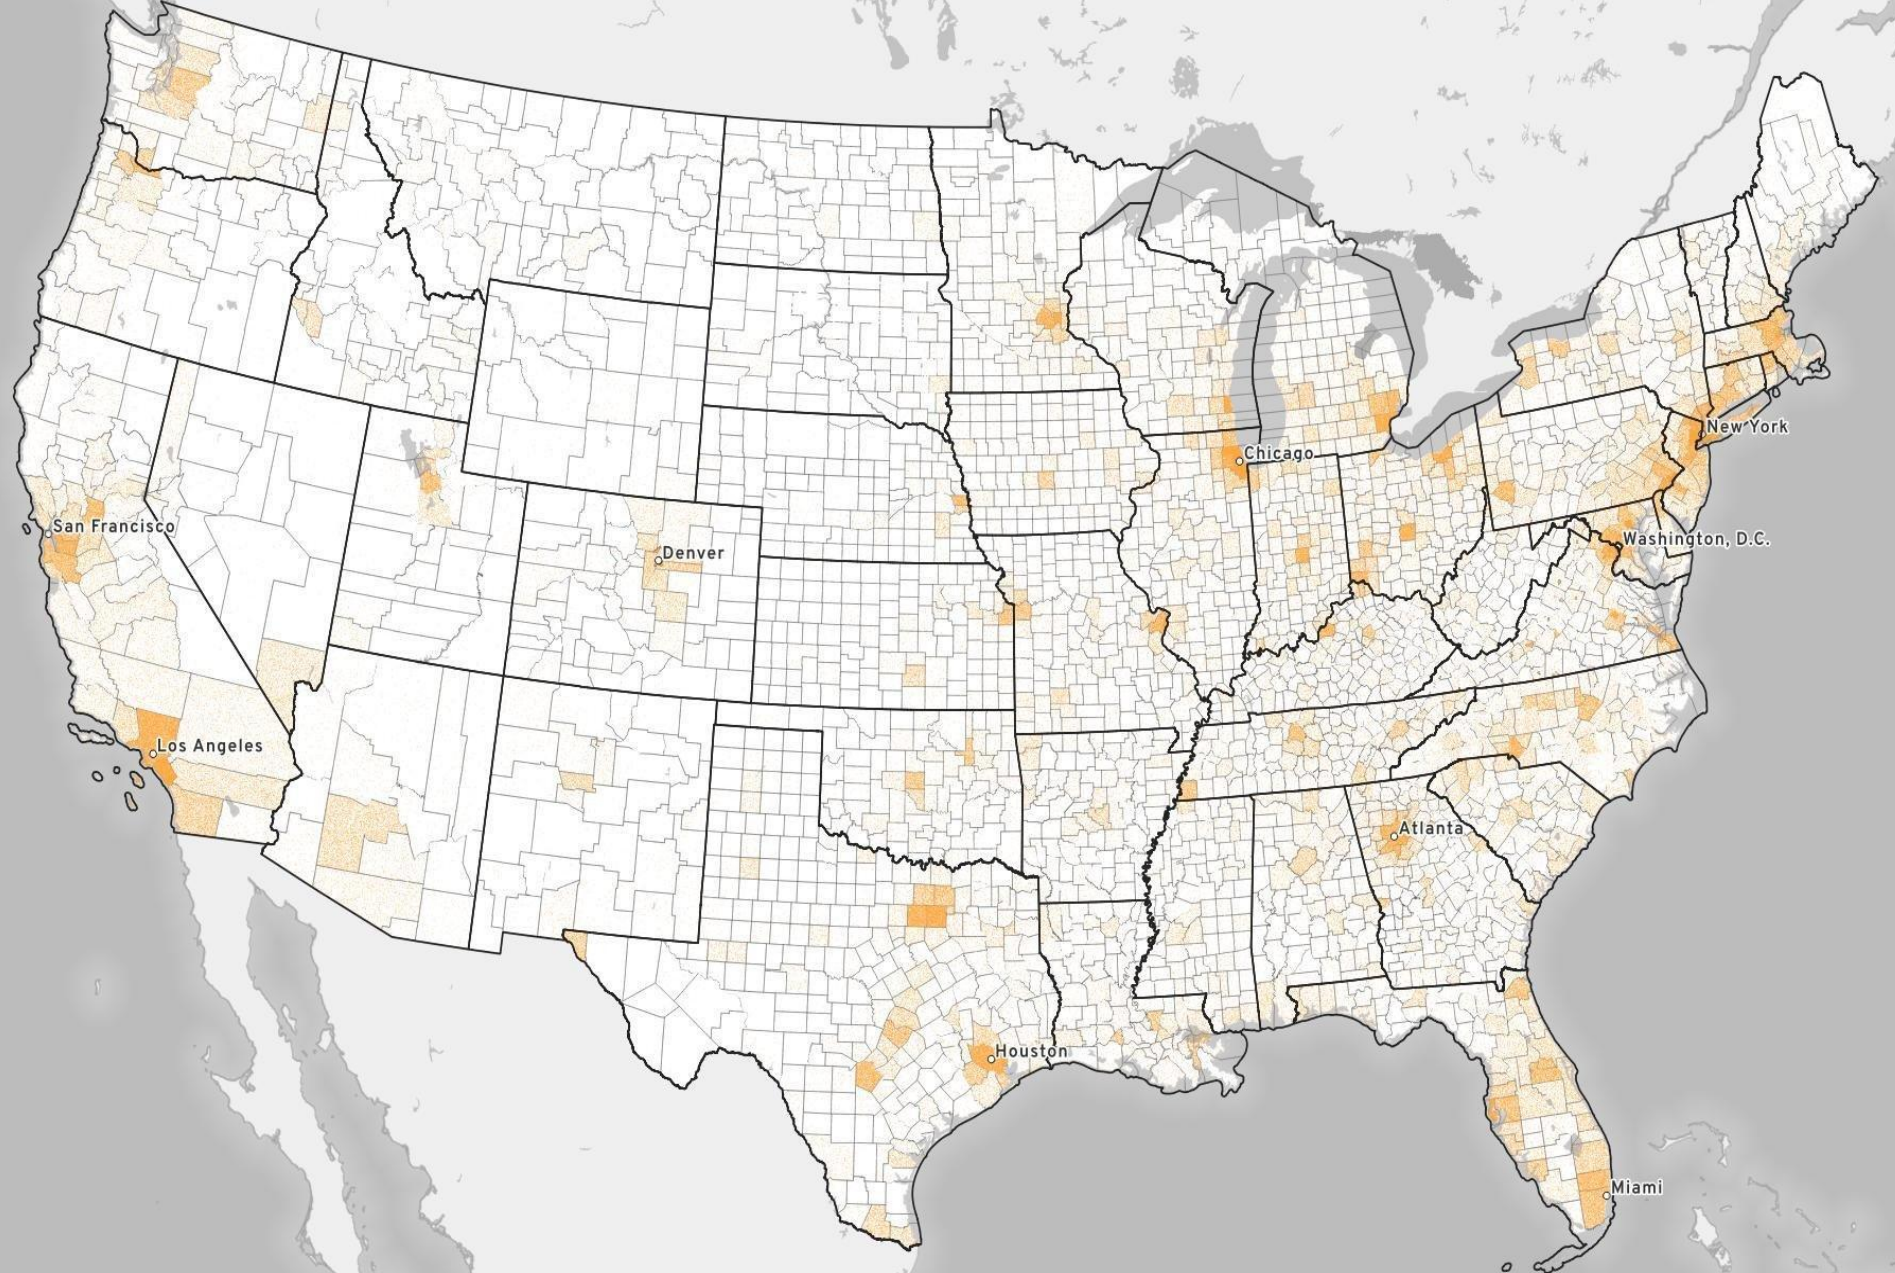 New York
Chicago
San Francisco
Washington, D.C.
Denver
Los Angeles
Atlanta
Houston
Miami